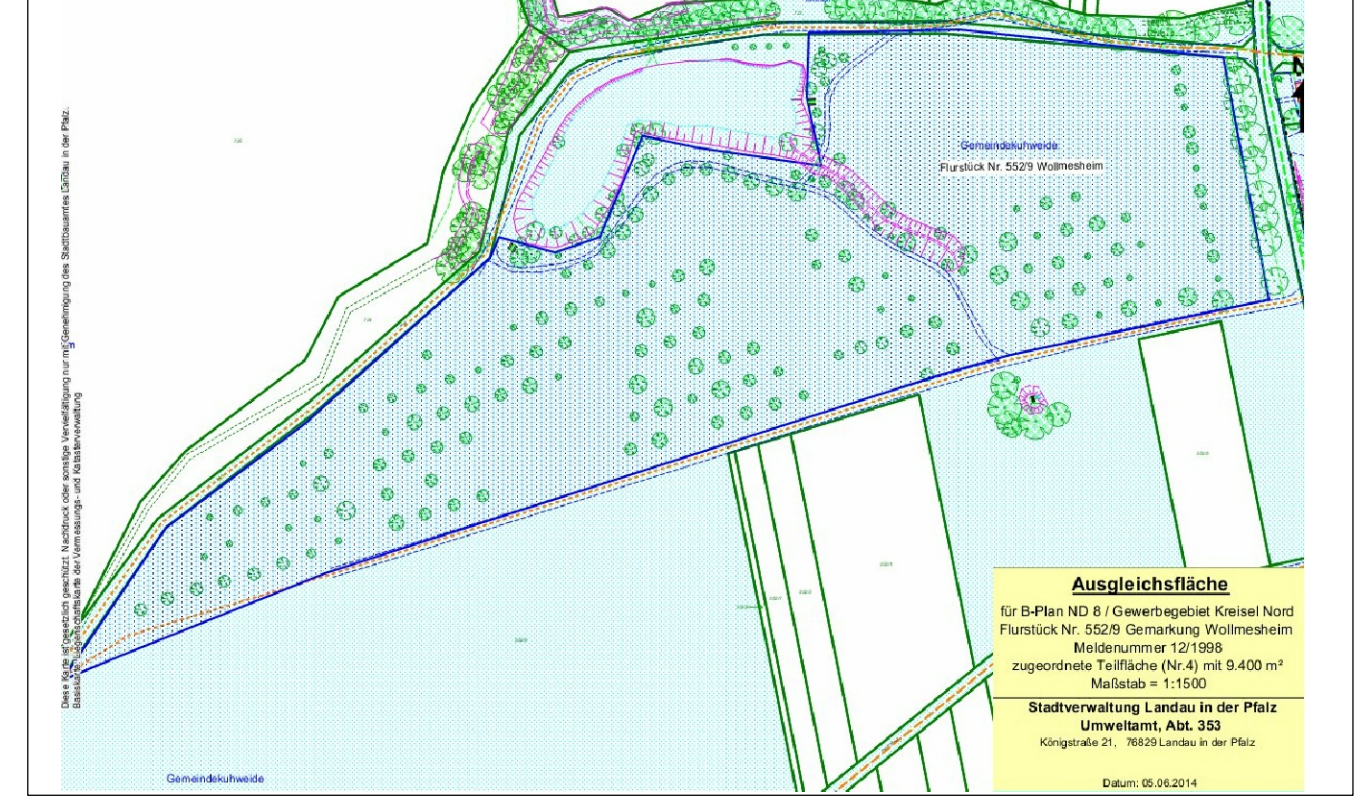 Diese Karte ist gesetzlich geschützt. Nachdruck oder sonstige Vervielfältigung nur mit Genehmigung des Stadtbauamtes Landau in der Pfalz.
Basiskarte: Liegenschaftskarte der Vermessungs- und Katasterverwaltung
N
Gemeindekuhweide
Flurstück Nr. 552/9 Wollmesheim
Gemeindekuhweide
Ausgleichsfläche
für B-Plan ND 8 / Gewerbegebiet Kreisel Nord
Flurstück Nr. 552/9 Gemarkung Wollmesheim
Meldenummer 12/1998
zugeordnete Teilfläche (Nr.4) mit 9.400 m²
Maßstab = 1:1500
Stadtverwaltung Landau in der Pfalz
Umweltamt, Abt. 353
Königstraße 21, 76829 Landau in der Pfalz
Datum: 05.06.2014